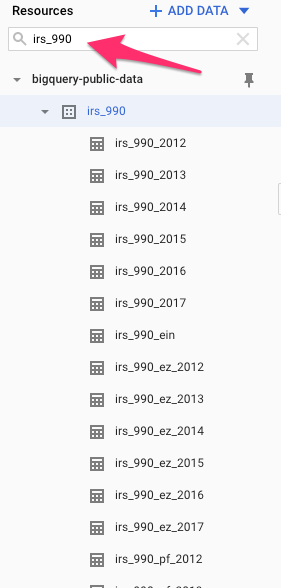 Resources + ADD DATA
irs_990
bigquery-public-data
irs_990
irs_990_2012
irs_990_2013
irs_990_2014
irs_990_2015
irs_990_2016
irs_990_2017
irs_990_ein
irs_990_ez_2012
irs_990_ez_2013
irs_990_ez_2014
irs_990_ez_2015
irs_990_ez_2016
irs_990_ez_2017
irs_990_pf_2012